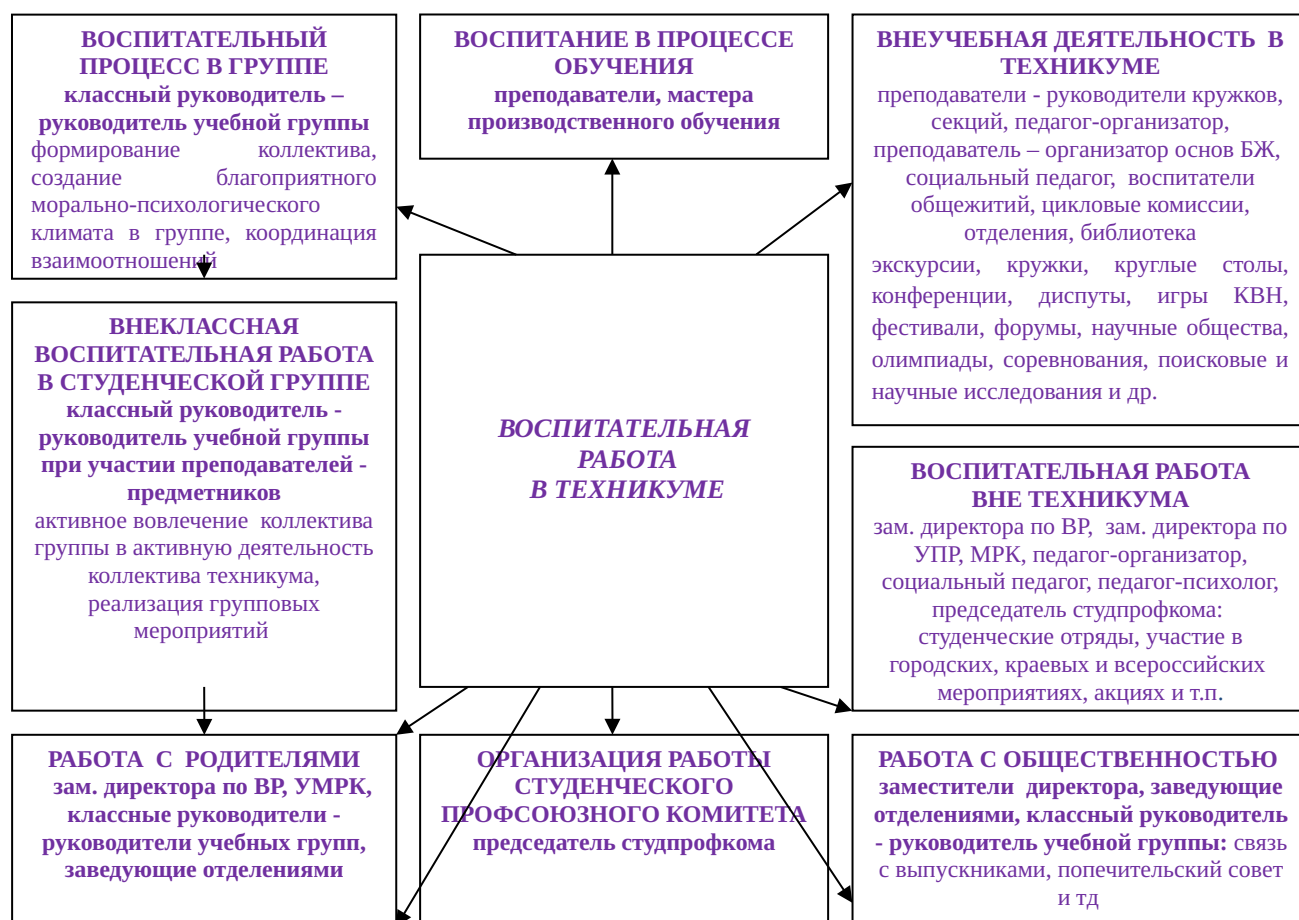 ВОСПИТАТЕЛЬНЫЙ
ПРОЦЕСС В ГРУППЕ
классный руководитель –
руководитель учебной группы
формирование коллектива,
создание благоприятного
морально-психологического
климата в группе, координация
взаимоотношений
ВОСПИТАНИЕ В ПРОЦЕССЕ
ОБУЧЕНИЯ
преподаватели, мастера
производственного обучения
ВНЕУЧЕБНАЯ ДЕЯТЕЛЬНОСТЬ В
ТЕХНИКУМЕ
преподаватели - руководители кружков,
секций, педагог-организатор,
преподаватель – организатор основ БЖ,
социальный педагог, воспитатели
общежитий, цикловые комиссии,
отделения, библиотека
экскурсии, кружки, круглые столы,
конференции, диспуты, игры КВН,
фестивали, форумы, научные общества,
олимпиады, соревнования, поисковые и
научные исследования и др.
ВНЕКЛАССНАЯ
ВОСПИТАТЕЛЬНАЯ РАБОТА
В СТУДЕНЧЕСКОЙ ГРУППЕ
классный руководитель -
руководитель учебной группы
при участии преподавателей -
предметников
активное вовлечение коллектива
группы в активную деятельность
коллектива техникума,
реализация групповых
мероприятий
ВОСПИТАТЕЛЬНАЯ
РАБОТА
В ТЕХНИКУМЕ
ВОСПИТАТЕЛЬНАЯ РАБОТА
ВНЕ ТЕХНИКУМА
зам. директора по ВР, зам. директора по
УПР, МРК, педагог-организатор,
социальный педагог, педагог-психолог,
председатель студпрофкома:
студенческие отряды, участие в
городских, краевых и всероссийских
мероприятиях, акциях и т.п.
РАБОТА С РОДИТЕЛЯМИ
зам. директора по ВР, УМРК,
классные руководители -
руководители учебных групп,
заведующие отделениями
ОРГАНИЗАЦИЯ РАБОТЫ
СТУДЕНЧЕСКОГО
ПРОФСОЮЗНОГО КОМИТЕТА
председатель студпрофкома
РАБОТА С ОБЩЕСТВЕННОСТЬЮ
заместители директора, заведующие
отделениями, классный руководитель
- руководитель учебной группы: связь
с выпускниками, попечительский совет
и тд